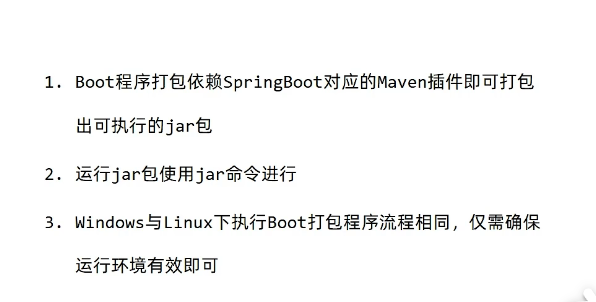 1. Boot程序打包依赖SpringBoot对应的Maven插件即可打包
出可执行的jar包
2. 运行jar包使用jar命令进行
3. Windows与Linux下执行Boot打包程序流程相同，仅需确保
运行环境有效即可